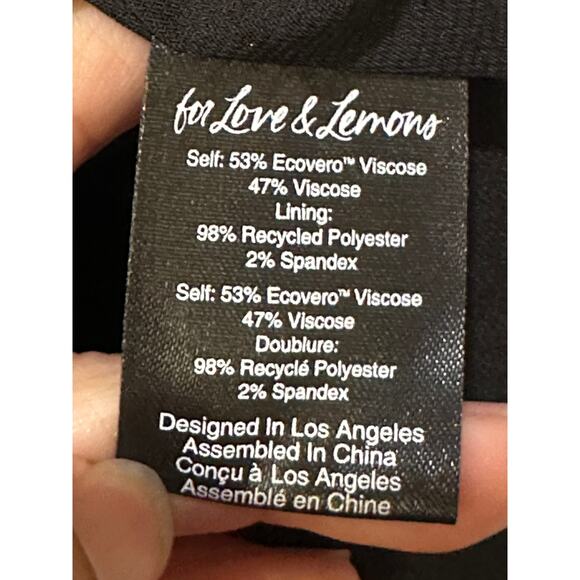 for Love & Lemons
Self: 53% Ecovero™ Viscose
47% Viscose
Lining:
98% Recycled Polyester
2% Spandex
Self: 53% Ecovero™ Viscose
47% Viscose
Doublure:
98% Recyclé Polyester
2% Spandex
Designed In Los Angeles
Assembled In China
Conçu à Los Angeles
Assemblé en Chine